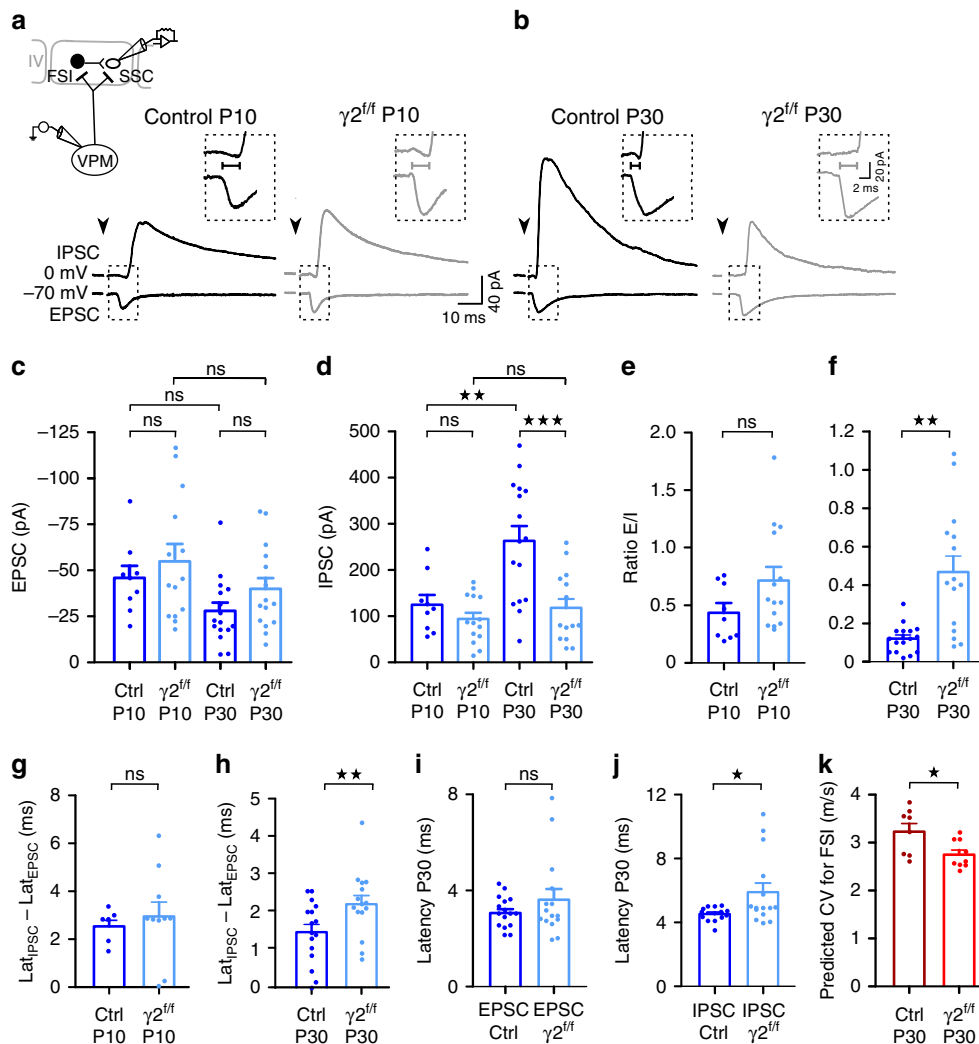 a
b
IV
FSI
SSC
VPM
Control P10
γ2f/f P10
Control P30
γ2f/f P30
20 pA
2 ms
IPSC
0 mV
–70 mV
EPSC
40 pA
10 ms
c
ns
ns
ns
ns
EPSC (pA)
–125
–100
–75
–50
–25
0
Ctrl P10
γ2f/f P10
Ctrl P30
γ2f/f P30
d
ns
★★
ns
★★★
IPSC (pA)
500
400
300
200
100
0
Ctrl P10
γ2f/f P10
Ctrl P30
γ2f/f P30
e
ns
Ratio E/I
2.0
1.5
1.0
0.5
0
Ctrl P10
γ2f/f P10
f
★★
1.2
1.0
0.8
0.6
0.4
0.2
0
Ctrl P30
γ2f/f P30
g
ns
LatIPSC – LatEPSC (ms)
8
6
4
2
0
Ctrl P10
γ2f/f P10
h
★★
LatIPSC – LatEPSC (ms)
5
4
3
2
1
0
Ctrl P30
γ2f/f P30
i
ns
Latency P30 (ms)
8
4
0
EPSC Ctrl
EPSC γ2f/f
j
★
Latency P30 (ms)
12
8
4
0
IPSC Ctrl
IPSC γ2f/f
k
★
Predicted CV for FSI (m/s)
4
3
2
1
0
Ctrl P30
γ2f/f P30